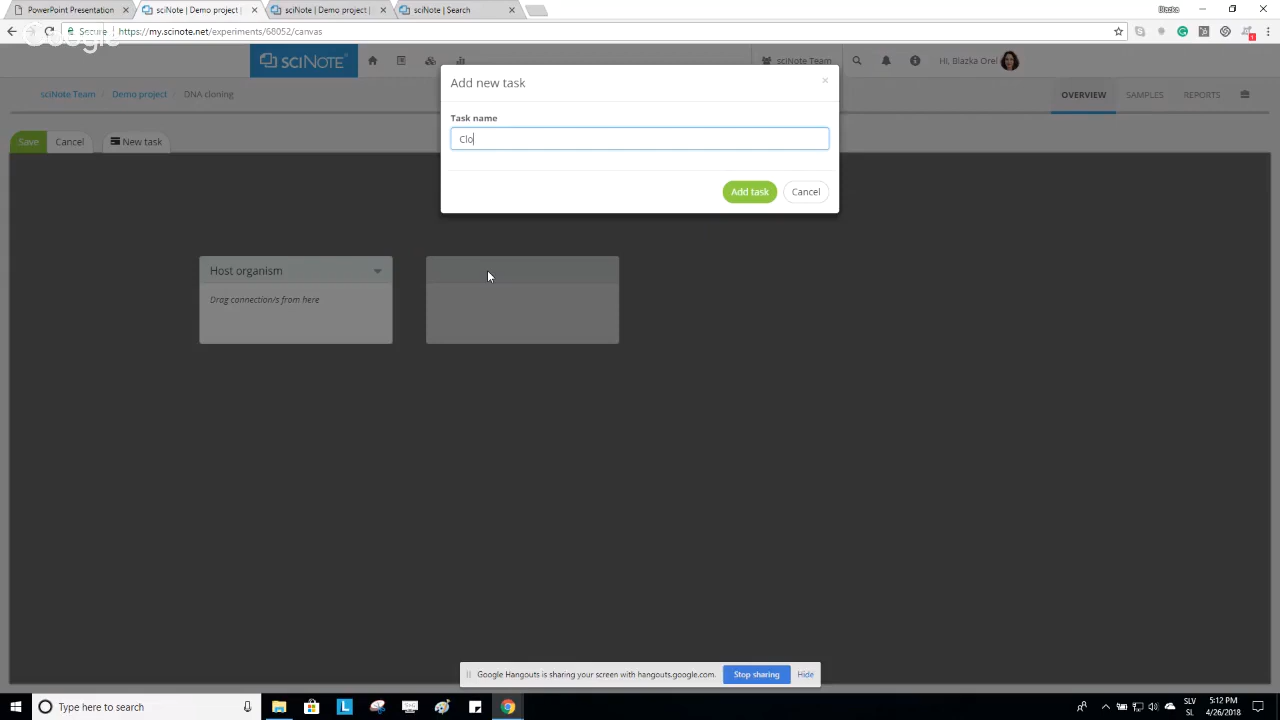 PowerPoint Presentation
sciNote | Demo project |
sciNote | Demo project |
sciNote | Search
Blazka
Secure
https://my.scinote.net/experiments/68052/canvas
Google
sciNOTE
sciNote Team
Hi, Blazka Orel
sciNote Team
Demo project
DNA cloning
OVERVIEW
SAMPLES
REPORTS
Save
Cancel
New task
Add new task
×
Task name
Clo
Add task
Cancel
Host organism
Drag connection/s from here
Google Hangouts is sharing your screen with hangouts.google.com.
Stop sharing
Hide
Type here to search
SLV
SL
5:12 PM
4/26/2018